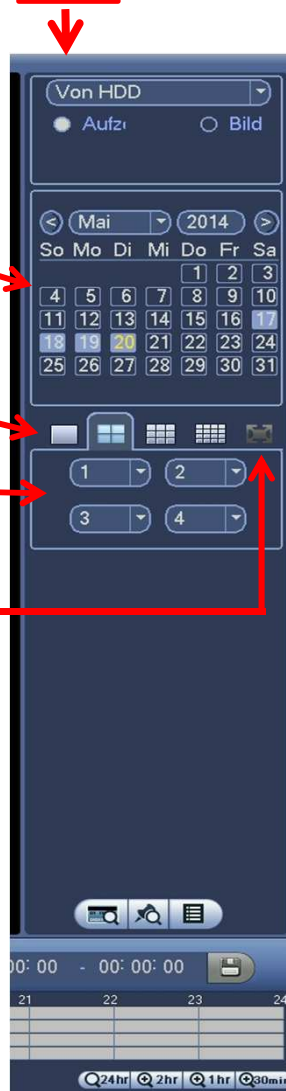 Von HDD
Aufzı Bild
Mai 2014
So Mo Di Mi Do Fr Sa
1 2 3
4 5 6 7 8 9 10
11 12 13 14 15 16 17
18 19 20 21 22 23 24
25 26 27 28 29 30 31
1 2
3 4
00: 00 - 00: 00: 00
21 22 23 24
24hr 2hr 1hr 30min